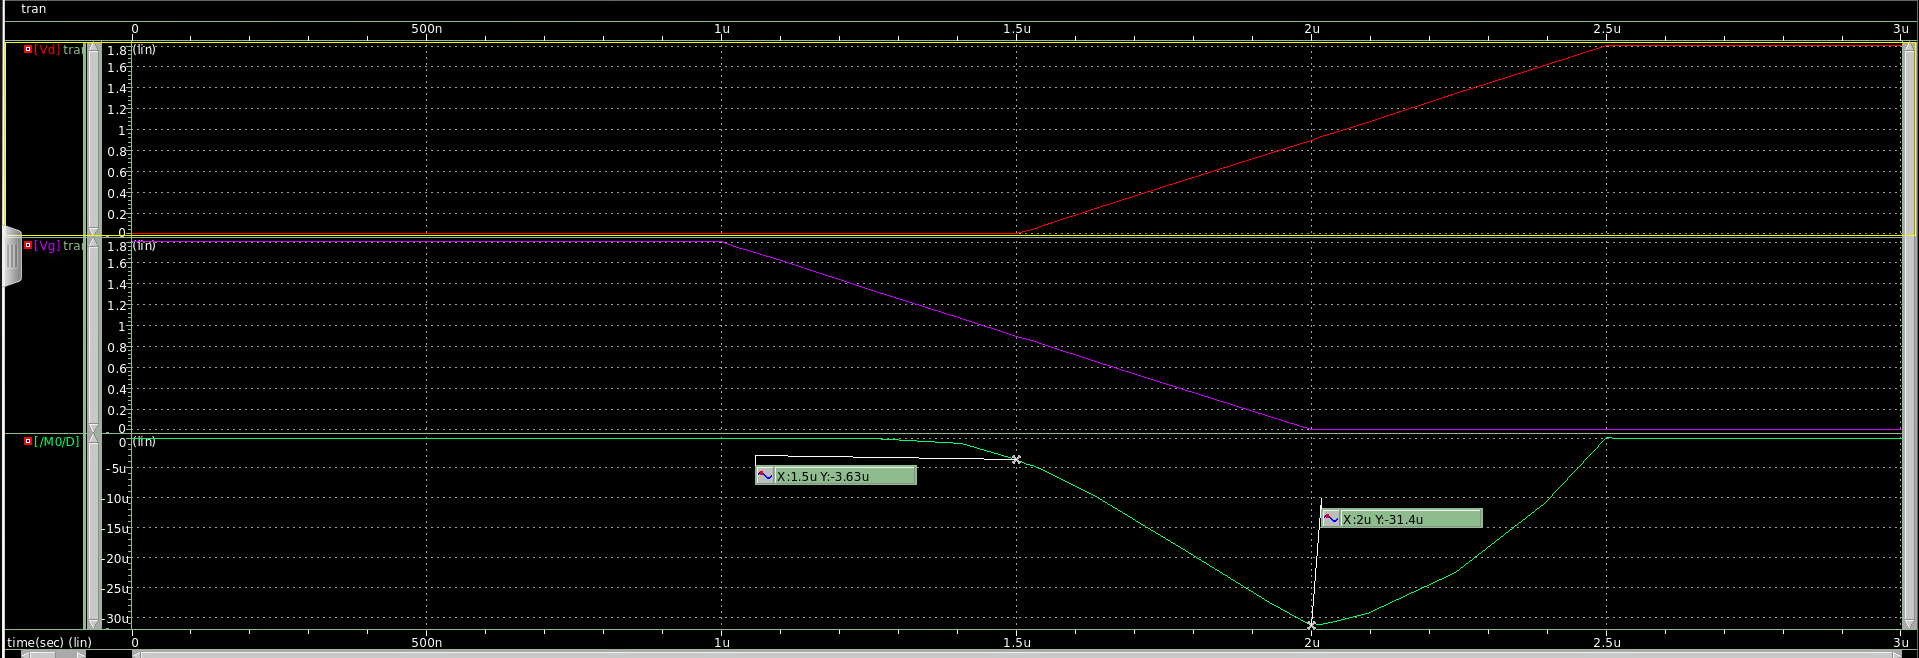 tran
0 500n 1u 1.5u 2u 2.5u 3u
[Vd] tran 1.8 (lin)
1.6
1.4
1.2
1
0.8
0.6
0.4
0.2
0
[Vg] tran 1.8 (lin)
1.6
1.4
1.2
1
0.8
0.6
0.4
0.2
0
[/M0/D] 0 (lin)
-5u
X:1.5u Y:-3.63u
-10u
X:2u Y:-31.4u
-15u
-20u
-25u
-30u
time(sec) (lin) 0 500n 1u 1.5u 2u 2.5u 3u